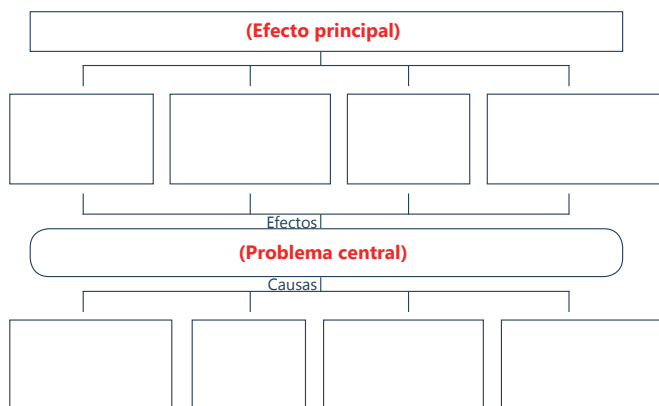 (Efecto principal)
Efectos
(Problema central)
Causas